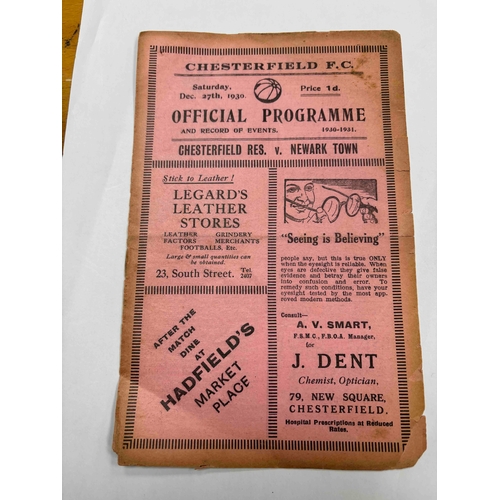 CHESTERFIELD F.C.
Saturday,
Dec. 27th, 1930.
Price 1d.
OFFICIAL PROGRAMME
AND RECORD OF EVENTS. 1930-1931.
CHESTERFIELD RES. v. NEWARK TOWN
Stick to Leather !
LEGARD'S
LEATHER
STORES
LEATHER GRINDERY
FACTORS MERCHANTS
FOOTBALLS, Etc.
Large & small quantities can
be obtained.
23, South Street. Tel. 2407
AFTER THE
MATCH
DINE
AT
HADFIELD'S
MARKET
PLACE
"Seeing is Believing"
people say, but this is true ONLY
when the eyesight is reliable. When
eyes are defective they give false
evidence and betray their owners
into confusion and error. To
remedy such conditions, have your
eyesight tested by the most app-
roved modern methods.
Consult—
A. V. SMART,
F.S.M.C., F.B.O.A. Manager,
for
J. DENT
Chemist, Optician,
79, NEW SQUARE,
CHESTERFIELD.
Hospital Prescriptions at Reduced
Rates.